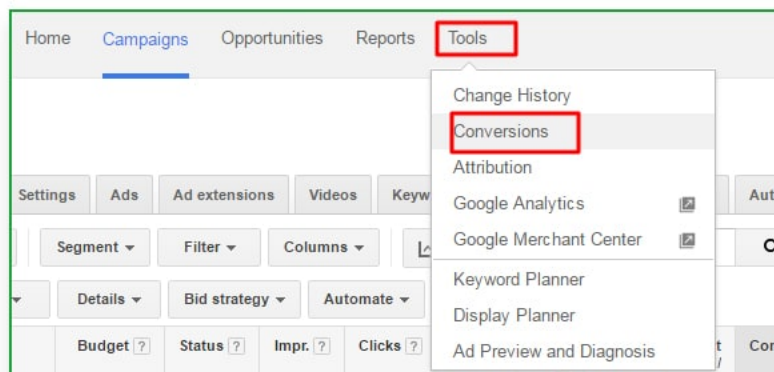 Home Campaigns Opportunities Reports Tools
Change History
Conversions
Attribution
Google Analytics
Google Merchant Center
Keyword Planner
Display Planner
Ad Preview and Diagnosis
Settings Ads Ad extensions Videos
Segment Filter Columns
Details Bid strategy Automate
Budget ? Status ? Impr. ? Clicks ?